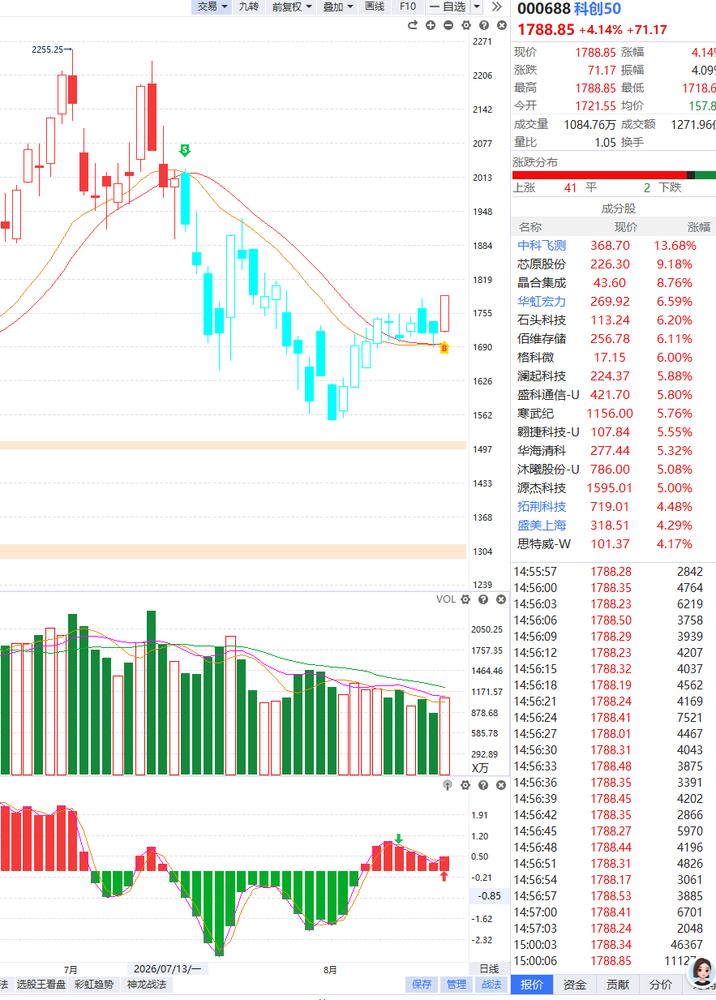 交易 九转 前复权 叠加 画线 F10 一 自选
000688 科创50
1788.85 +4.14% +71.17
现价 1788.85 涨幅 4.14%
涨跌 71.17 振幅 4.09%
最高 1788.85 最低 1718.6
今开 1721.55 均价 157.8
成交量 1084.76万 成交额 1271.96亿
量比 1.05 换手
涨跌分布
上涨 41 平 2 下跌
成分股
名称 现价 涨幅
中科飞测 368.70 13.68%
芯原股份 226.30 9.18%
晶合集成 43.60 8.76%
华虹宏力 269.92 6.59%
石头科技 113.24 6.20%
佰维存储 256.78 6.11%
格科微 17.15 6.00%
澜起科技 224.37 5.88%
盛科通信-U 421.70 5.80%
寒武纪 1156.00 5.76%
翱捷科技-U 107.84 5.55%
华海清科 277.44 5.32%
沐曦股份-U 786.00 5.08%
源杰科技 1595.01 5.00%
拓荆科技 719.01 4.48%
盛美上海 318.51 4.29%
思特威-W 101.37 4.17%
14:55:57 1788.28 2842
14:56:00 1788.35 4764
14:56:03 1788.23 6219
14:56:06 1788.50 3758
14:56:09 1788.29 3939
14:56:12 1788.23 4207
14:56:15 1788.32 4037
14:56:18 1788.19 4562
14:56:21 1788.24 4169
14:56:24 1788.41 7521
14:56:27 1788.01 4467
14:56:30 1788.31 4043
14:56:33 1788.48 3875
14:56:36 1788.35 3391
14:56:39 1788.45 4202
14:56:42 1788.35 2866
14:56:45 1788.27 5970
14:56:48 1788.44 4196
14:56:51 1788.31 4826
14:56:54 1788.17 3061
14:56:57 1788.53 3885
14:57:00 1788.41 6701
14:57:03 1788.24 2048
15:00:03 1788.34 46367
15:00:06 1788.85 11127
报价 资金 贡献 分价
2255.25
S
B
2271
2206
2142
2077
2013
1948
1884
1819
1755
1690
1626
1562
1497
1433
1368
1304
1239
VOL
2050.25
1757.35
1464.46
1171.57
878.68
585.78
292.89
X万
1.91
1.20
0.50
-0.21
-0.85
-1.62
-2.32
7月 2026/07/13/一 8月 日线
法 选股王看盘 彩虹趋势 神龙战法 保存 管理 战法